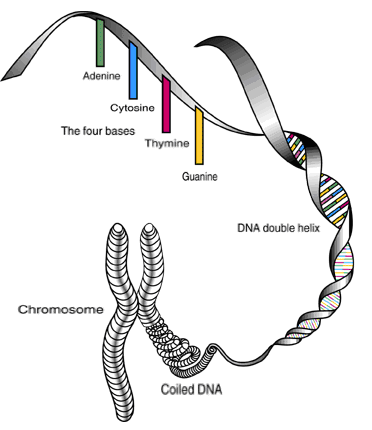 Adenine
Cytosine
The four bases
Thymine
Guanine
DNA double helix
Chromosome
Coiled DNA